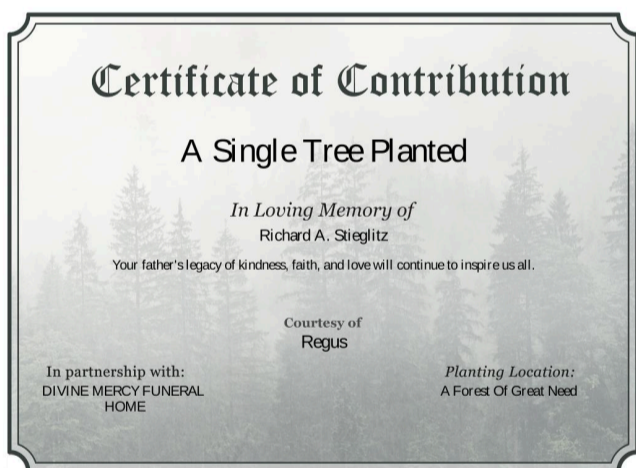 Certificate of Contribution
A Single Tree Planted
In Loving Memory of
Richard A. Stieglitz
Your father's legacy of kindness, faith, and love will continue to inspire us all.
Courtesy of
Regus
In partnership with:
DIVINE MERCY FUNERAL
HOME
Planting Location:
A Forest Of Great Need